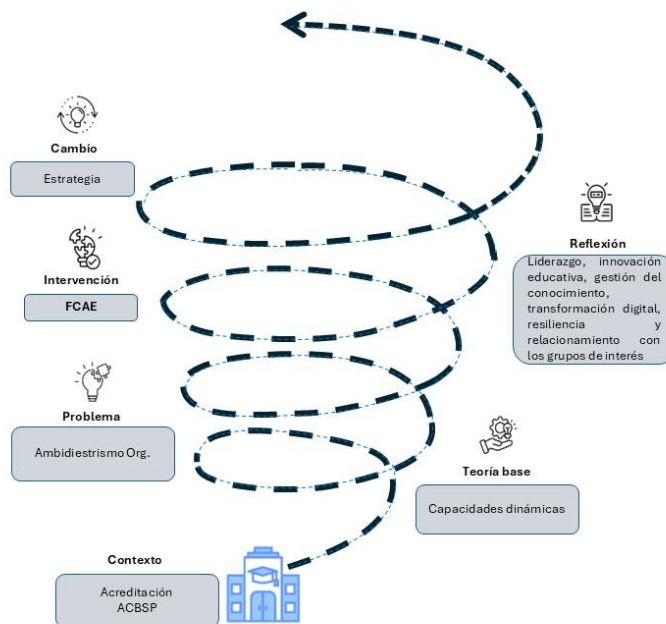 Cambio
Estrategia
Intervención
FCAE
Reflexión
Liderazgo, innovación
educativa, gestión del
conocimiento,
transformación digital,
resiliencia y
relacionamiento con
los grupos de interés
Problema
Ambidiestrismo Org.
Teoría base
Capacidades dinámicas
Contexto
Acreditación
ACBSP